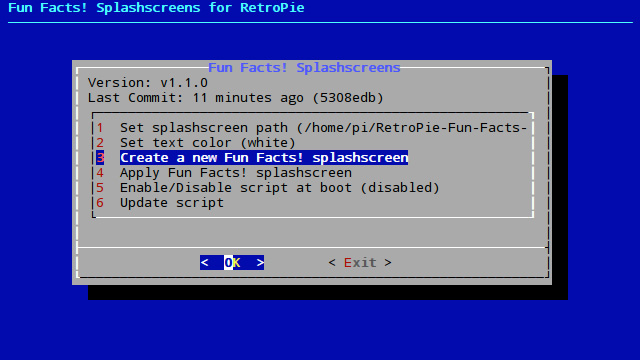 Fun Facts! Splashscreens for RetroPie
Fun Facts! Splashscreens
Version: v1.1.0
Last Commit: 11 minutes ago (5308edb)
1 Set splashscreen path (/home/pi/RetroPie-Fun-Facts-
2 Set text color (white)
3 Create a new Fun Facts! splashscreen
4 Apply Fun Facts! splashscreen
5 Enable/Disable script at boot (disabled)
6 Update script
< OK > < Exit >